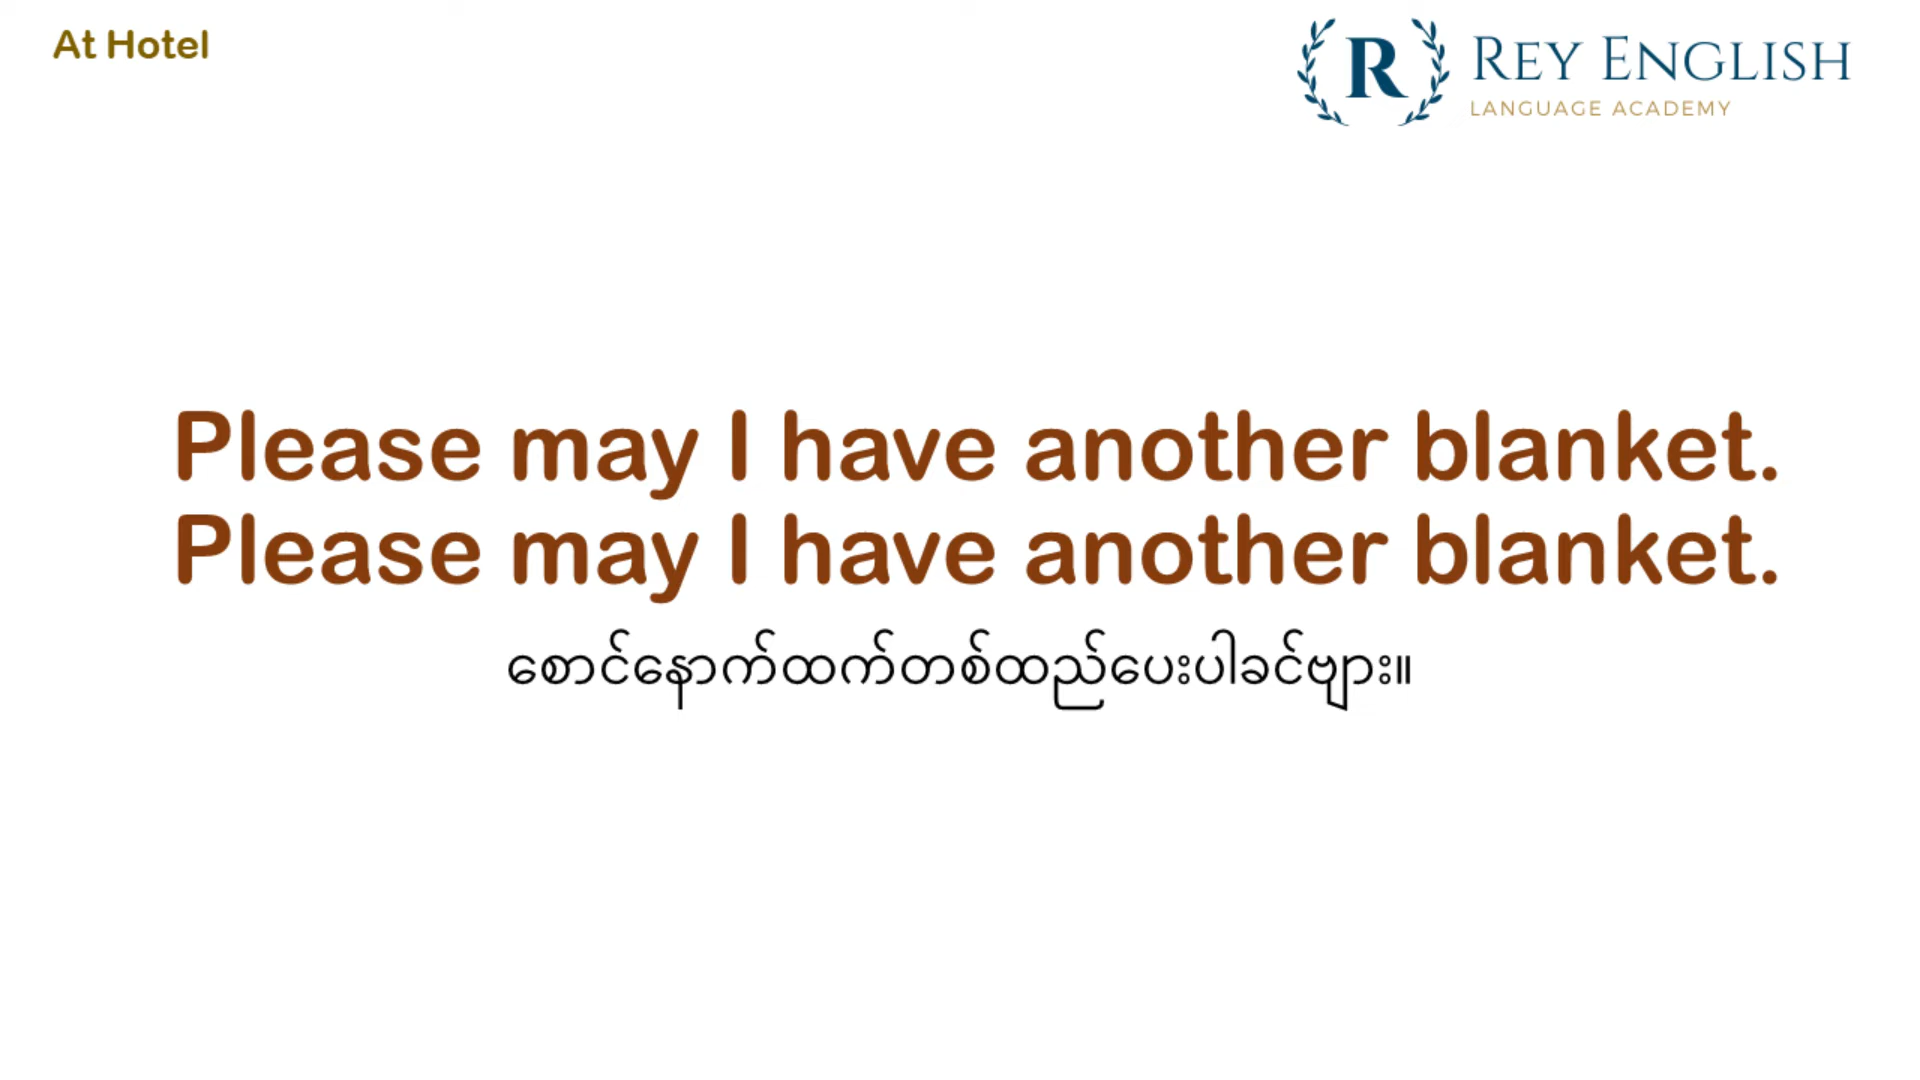 At Hotel
R
REY ENGLISH
LANGUAGE ACADEMY
Please may I have another blanket.
Please may I have another blanket.
စောင်နောက်ထက်တစ်ထည်ပေးပါခင်ဗျား။